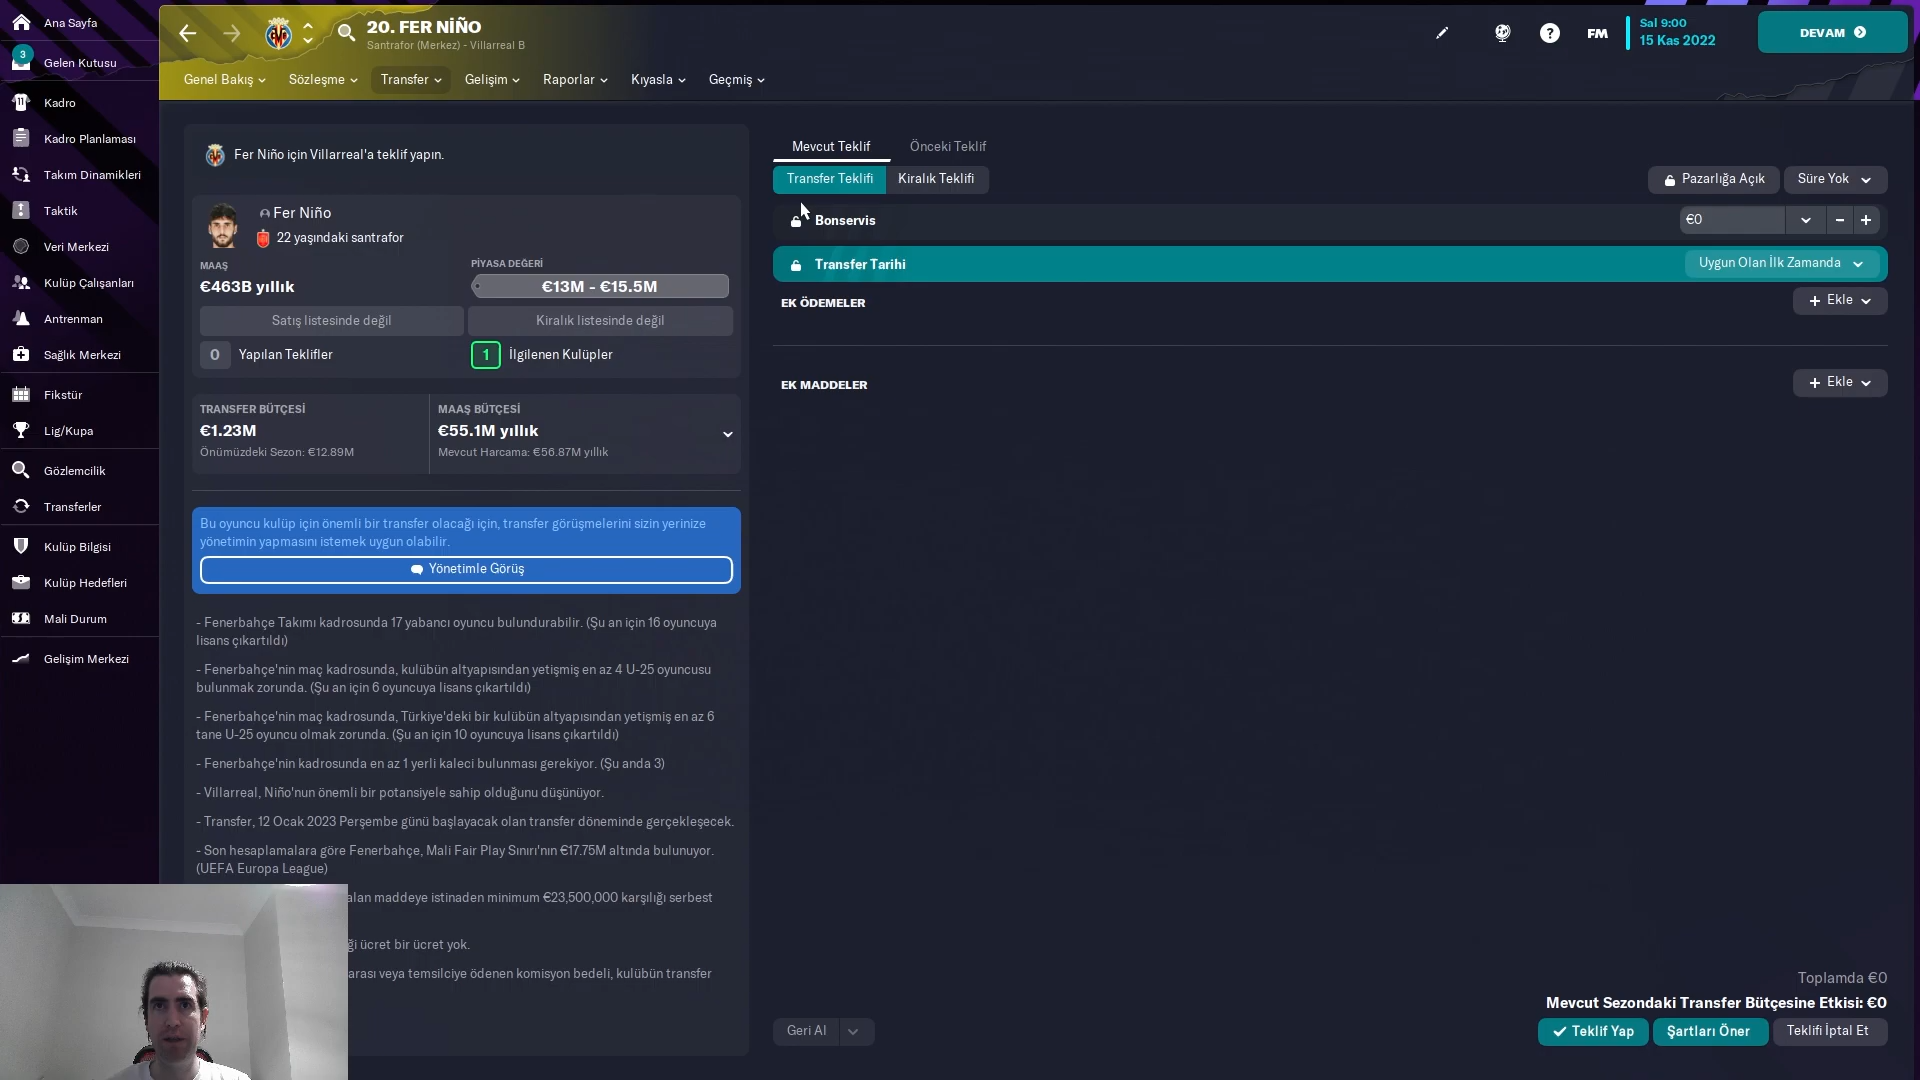 Ana Sayfa
3
Gelen Kutusu
Kadro
Kadro Planlaması
Takım Dinamikleri
Taktik
Veri Merkezi
Kulüp Çalışanları
Antrenman
Sağlık Merkezi
Fikstür
Lig/Kupa
Gözlemcilik
Transferler
Kulüp Bilgisi
Kulüp Hedefleri
Mali Durum
Gelişim Merkezi
20. FER NİÑO
Santrafor (Merkez) - Villarreal B
FM
Sal 9:00
15 Kas 2022
DEVAM
Genel Bakış
Sözleşme
Transfer
Gelişim
Raporlar
Kıyasla
Geçmiş
Fer Niño için Villarreal'a teklif yapın.
Fer Niño
22 yaşındaki santrafor
MAAŞ
PİYASA DEĞERİ
€463B yıllık
€13M - €15.5M
Satış listesinde değil
Kiralık listesinde değil
0 Yapılan Teklifler
1 İlgilenen Kulüpler
TRANSFER BÜTÇESİ
MAAŞ BÜTÇESİ
€1.23M
€55.1M yıllık
Önümüzdeki Sezon: €12.89M
Mevcut Harcama: €56.87M yıllık
Bu oyuncu kulüp için önemli bir transfer olacağı için, transfer görüşmelerini sizin yerinize
yönetimin yapmasını istemek uygun olabilir.
Yönetimle Görüş
- Fenerbahçe Takımı kadrosunda 17 yabancı oyuncu bulundurabilir. (Şu an için 16 oyuncuya
lisans çıkartıldı)
- Fenerbahçe'nin maç kadrosunda, kulübün altyapısından yetişmiş en az 4 U-25 oyuncusu
bulunmak zorunda. (Şu an için 6 oyuncuya lisans çıkartıldı)
- Fenerbahçe'nin maç kadrosunda, Türkiye'deki bir kulübün altyapısından yetişmiş en az 6
tane U-25 oyuncu olmak zorunda. (Şu an için 10 oyuncuya lisans çıkartıldı)
- Fenerbahçe'nin kadrosunda en az 1 yerli kaleci bulunması gerekiyor. (Şu anda 3)
- Villarreal, Niño'nun önemli bir potansiyele sahip olduğunu düşünüyor.
- Transfer, 12 Ocak 2023 Perşembe günü başlayacak olan transfer döneminde gerçekleşecek.
- Son hesaplamalara göre Fenerbahçe, Mali Fair Play Sınırı'nın €17.75M altında bulunuyor.
(UEFA Europa League)
alan maddeye istinaden minimum €23,500,000 karşılığı serbest
ği ücret bir ücret yok.
arası veya temsilciye ödenen komisyon bedeli, kulübün transfer
Mevcut Teklif
Önceki Teklif
Transfer Teklifi
Kiralık Teklifi
Pazarlığa Açık
Süre Yok
Bonservis
€0
Transfer Tarihi
Uygun Olan İlk Zamanda
EK ÖDEMELER
Ekle
EK MADDELER
Ekle
Toplamda €0
Mevcut Sezondaki Transfer Bütçesine Etkisi: €0
Geri Al
Teklif Yap
Şartları Öner
Teklifi İptal Et